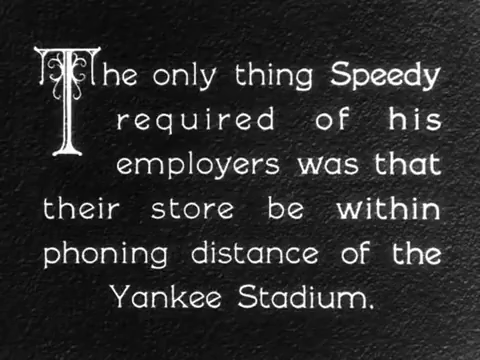 The only thing Speedy
required of his
employers was that
their store be within
phoning distance of the
Yankee Stadium.